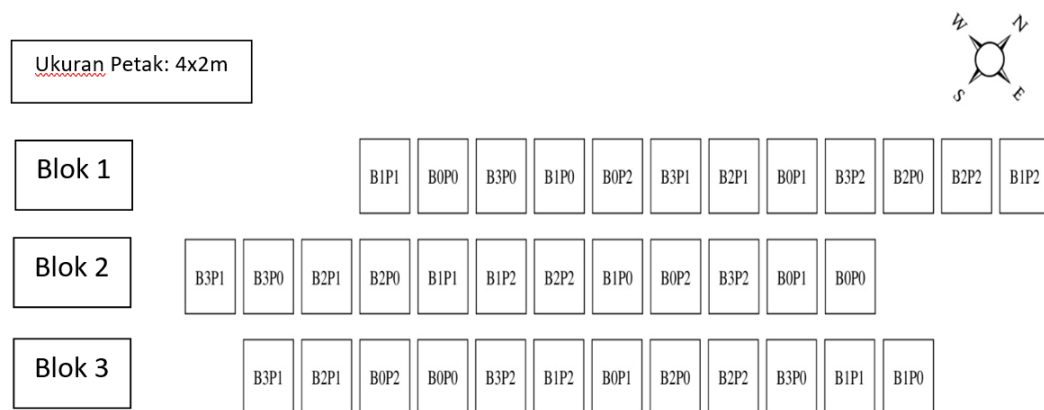 Ukuran Petak: 4x2m
W N
S E
Blok 1 B1P1 B0P0 B3P0 B1P0 B0P2 B3P1 B2P1 B0P1 B3P2 B2P0 B2P2 B1P2
Blok 2 B3P1 B3P0 B2P1 B2P0 B1P1 B1P2 B2P2 B1P0 B0P2 B3P2 B0P1 B0P0
Blok 3 B3P1 B2P1 B0P2 B0P0 B3P2 B1P2 B0P1 B2P0 B2P2 B3P0 B1P1 B1P0